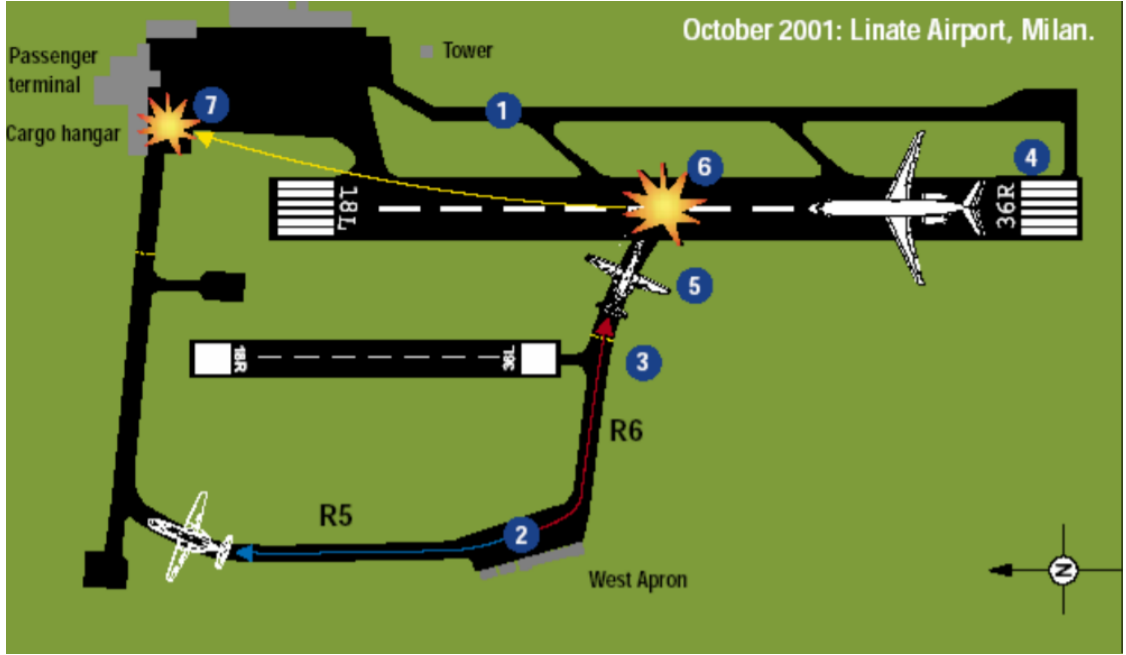 October 2001: Linate Airport, Milan.
Passenger
terminal
Tower
7
1
Cargo hangar
6
4
18L
36R
5
18R
3
R6
R5
2
West Apron
N